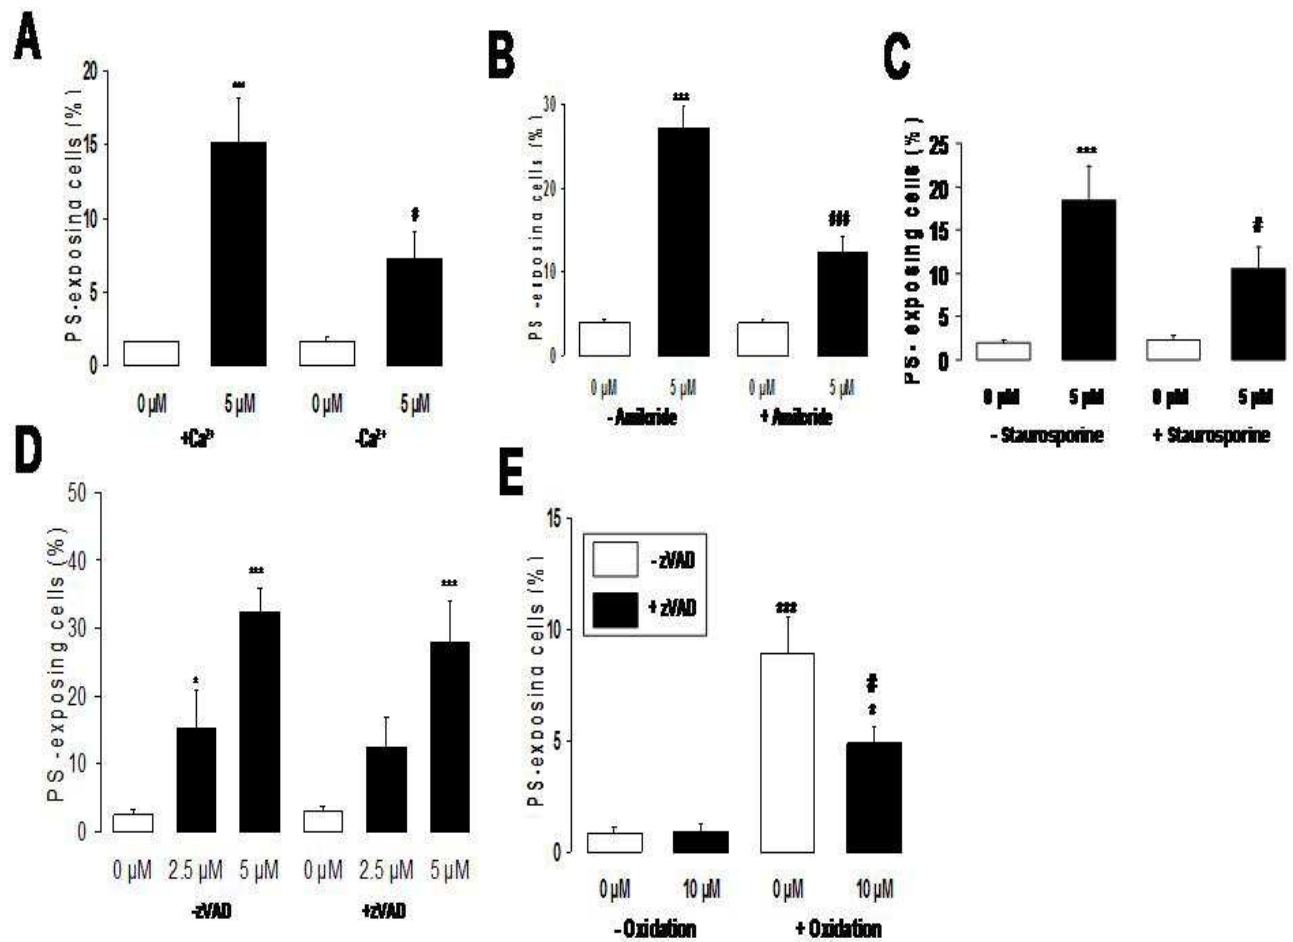 A
PS-exposing cells (%)
20
15
10
5
0
***
#
0 µM 5 µM 0 µM 5 µM
+Ca²⁺ -Ca²⁺
B
PS -exposing cells (%)
30
20
10
0
***
###
0 µM 5 µM 0 µM 5 µM
- Amiloride + Amiloride
C
PS- exposing cells (%)
25
20
15
10
5
0
***
#
0 µM 5 µM 0 µM 5 µM
- Staurosporine + Staurosporine
D
PS -exposing cells (%)
50
40
30
20
10
0
*
***
***
0 µM 2.5 µM 5 µM 0 µM 2.5 µM 5 µM
-zVAD +zVAD
E
PS-exposing cells (%)
15
10
5
0
- zVAD
+ zVAD
***
#
*
0 µM 10 µM 0 µM 10 µM
- Oxidation + Oxidation